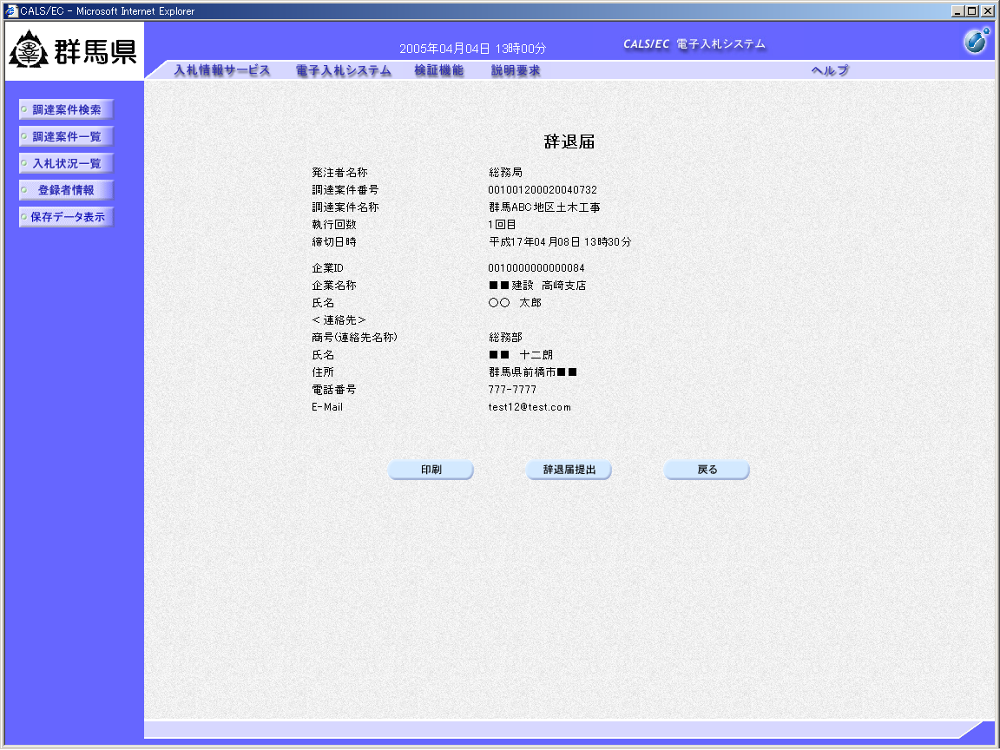 CALS/EC - Microsoft Internet Explorer
群馬県
2005年04月04日 13時00分
CALS/EC 電子入札システム
入札情報サービス 電子入札システム 検証機能 説明要求 ヘルプ
調達案件検索
調達案件一覧
入札状況一覧
登録者情報
保存データ表示
辞退届
発注者名称 総務局
調達案件番号 001001200020040732
調達案件名称 群馬ABC地区土木工事
執行回数 1回目
締切日時 平成17年04月08日 13時30分
企業ID 0010000000000084
企業名称 ■■建設 高崎支店
氏名 〇〇 太郎
<連絡先>
商号(連絡先名称) 総務部
氏名 ■■ 十二朗
住所 群馬県前橋市■■
電話番号 777-7777
E-Mail test12@test.com
印刷 辞退届提出 戻る